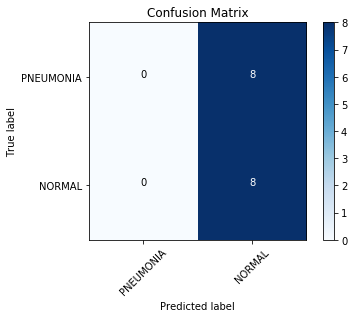 Confusion Matrix
True label
PNEUMONIA
0 8
NORMAL
0 8
PNEUMONIA
NORMAL
Predicted label
8
7
6
5
4
3
2
1
0